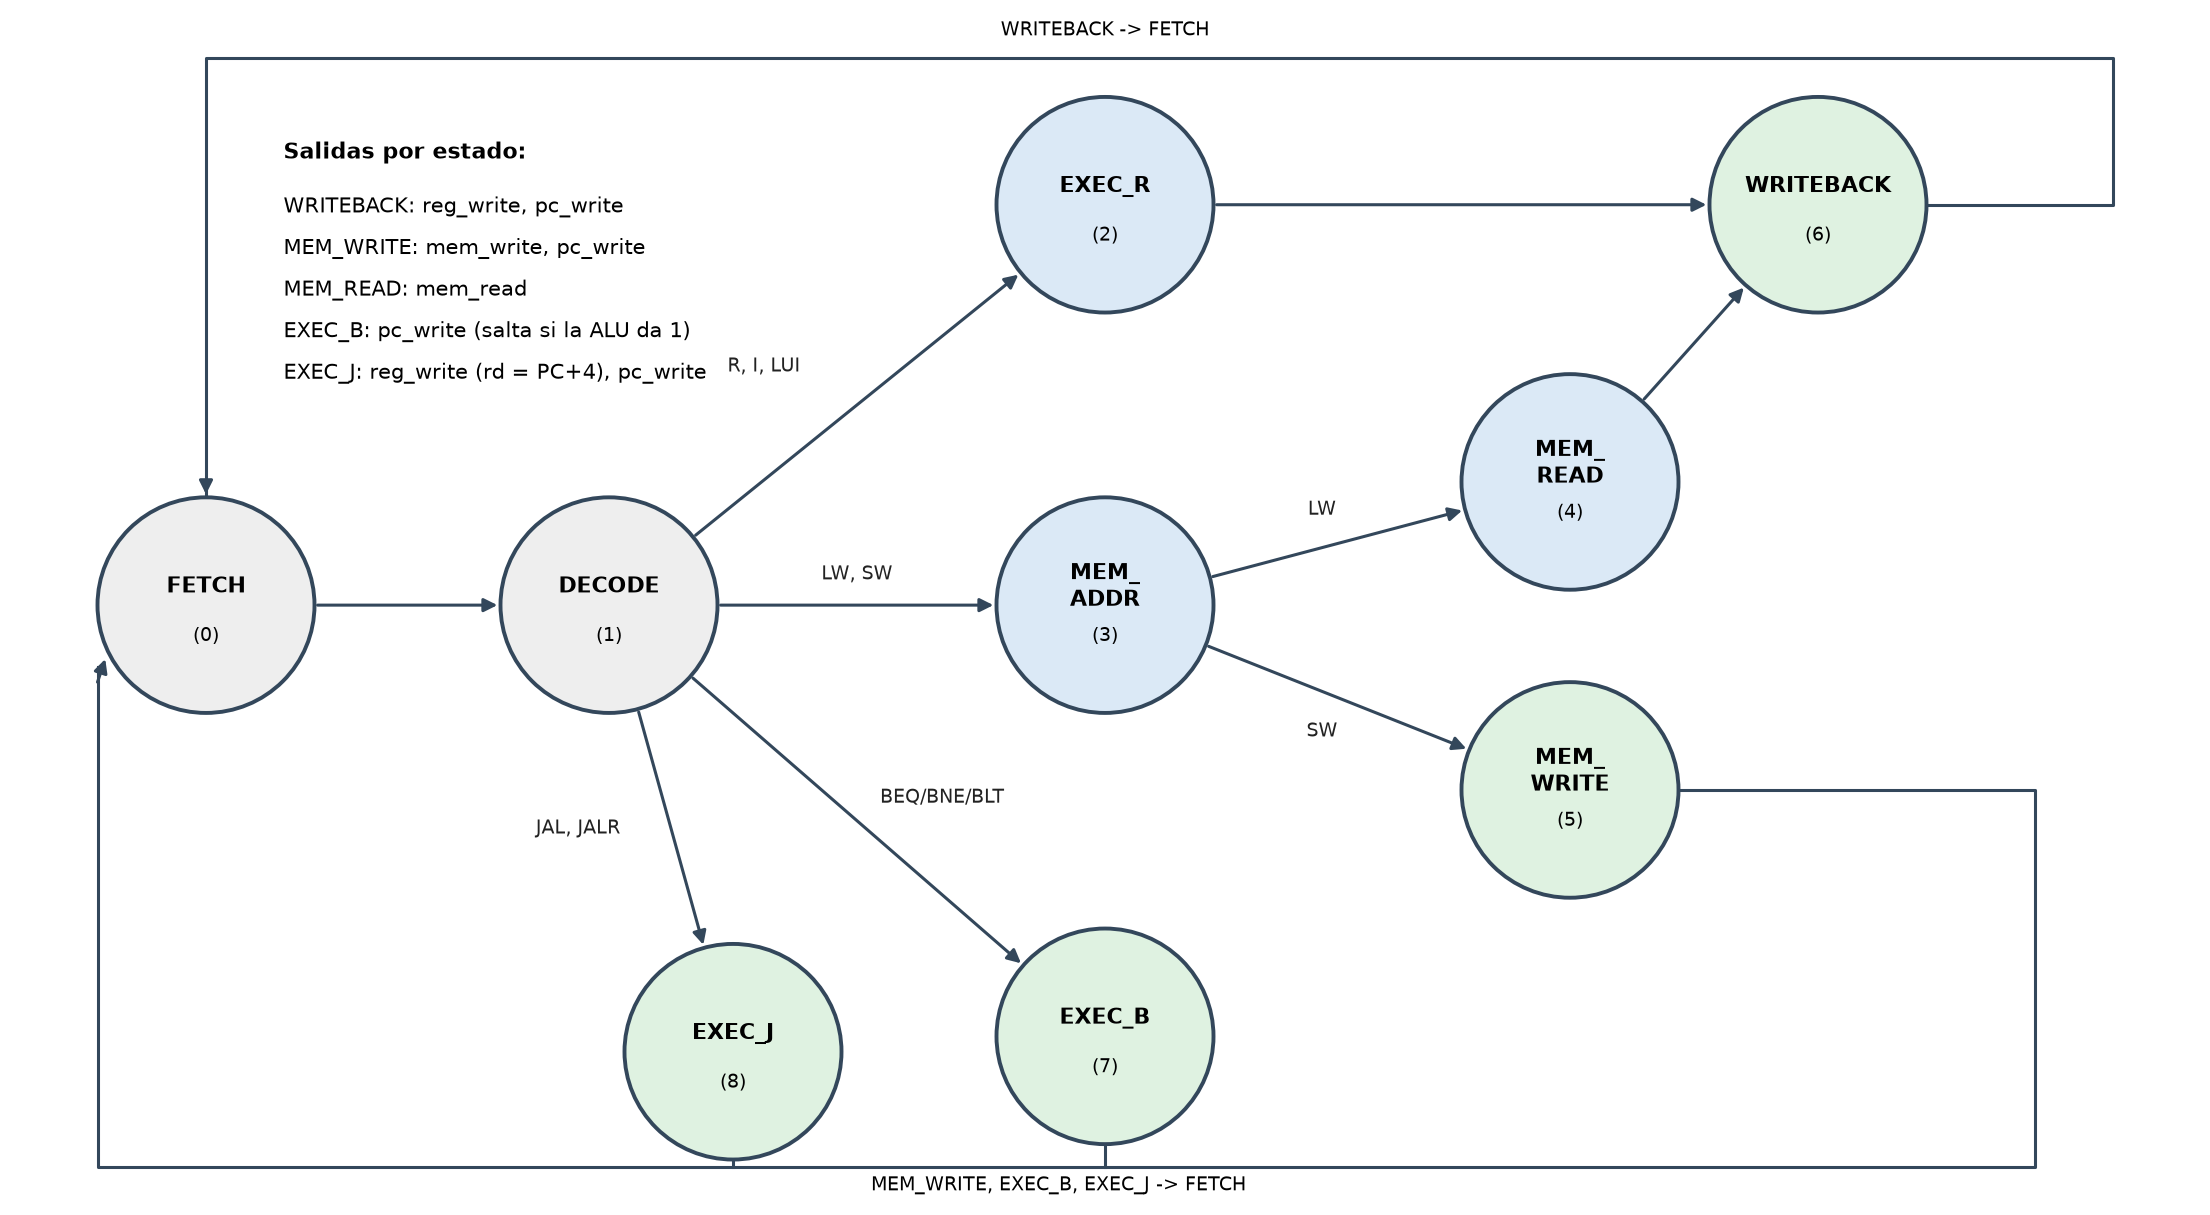 WRITEBACK -> FETCH
Salidas por estado:
WRITEBACK: reg_write, pc_write
MEM_WRITE: mem_write, pc_write
MEM_READ: mem_read
EXEC_B: pc_write (salta si la ALU da 1)
EXEC_J: reg_write (rd = PC+4), pc_write
R, I, LUI
EXEC_R
(2)
WRITEBACK
(6)
MEM_
READ
(4)
LW
FETCH
(0)
DECODE
(1)
LW, SW
MEM_
ADDR
(3)
SW
MEM_
WRITE
(5)
BEQ/BNE/BLT
JAL, JALR
EXEC_J
(8)
EXEC_B
(7)
MEM_WRITE, EXEC_B, EXEC_J -> FETCH